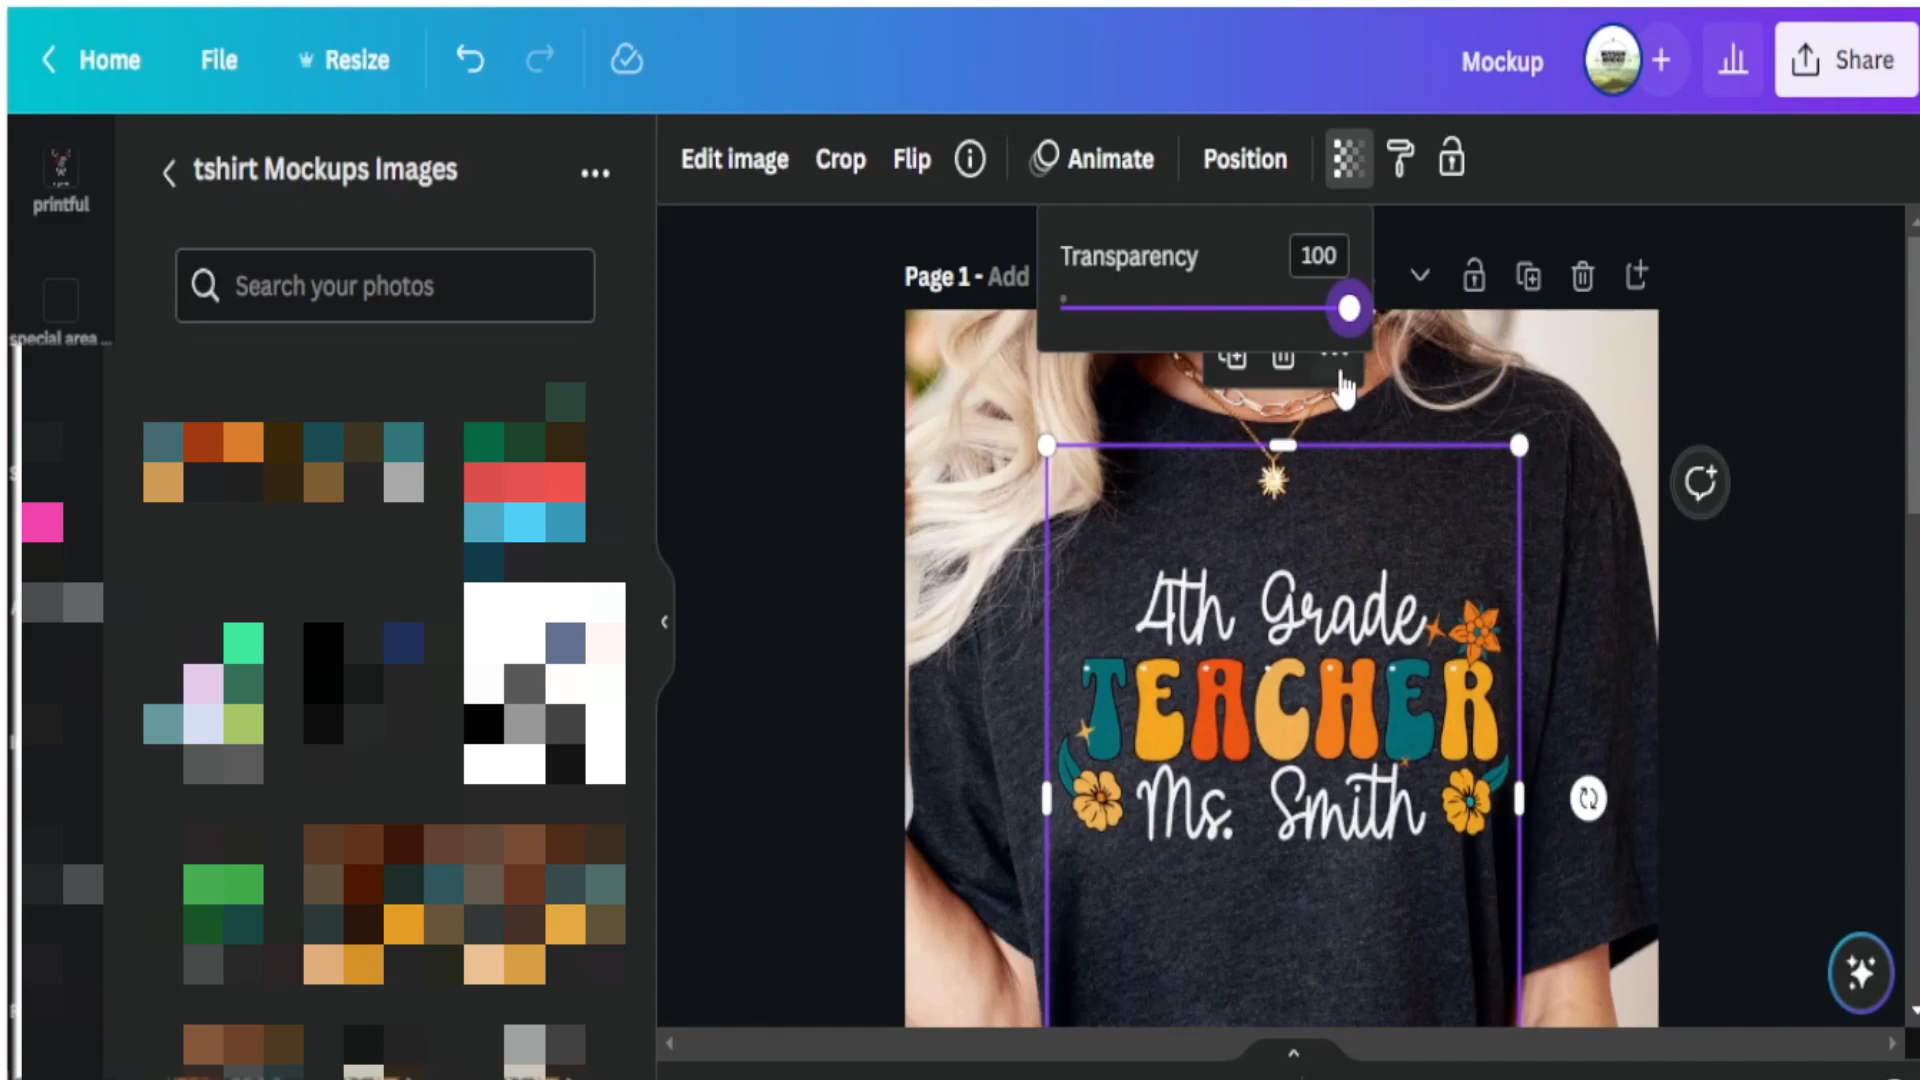 Home File Resize Mockup Share
printful
special area ...
tshirt Mockups Images
Search your photos
Edit image Crop Flip Animate Position
Transparency 100
Page 1 - Add
4th Grade
TEACHER
Ms. Smith